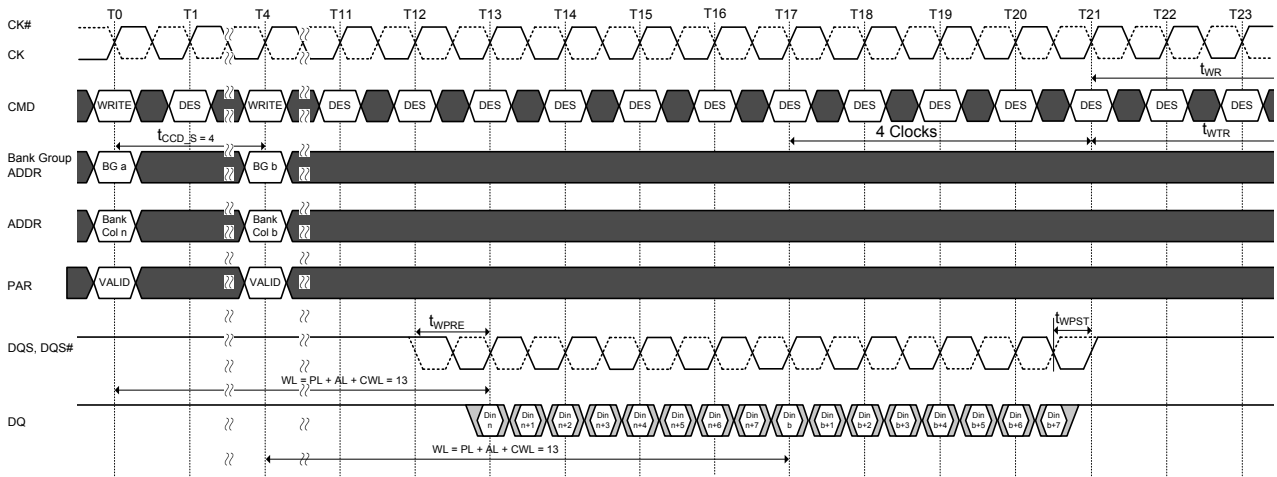 T0 T1 T4 T11 T12 T13 T14 T15 T16 T17 T18 T19 T20 T21 T22 T23
CK#
CK
tWR
CMD WRITE DES WRITE DES DES DES DES DES DES DES DES DES DES DES DES DES
tCCD_S = 4
4 Clocks
tWTR
Bank Group
ADDR
BG a BG b
ADDR
Bank
Col n
Bank
Col b
PAR VALID VALID
tWPRE
tWPST
DQS, DQS#
WL = PL + AL + CWL = 13
DQ
Din
n
Din
n+1
Din
n+2
Din
n+3
Din
n+4
Din
n+5
Din
n+6
Din
n+7
Din
b
Din
b+1
Din
b+2
Din
b+3
Din
b+4
Din
b+5
Din
b+6
Din
b+7
WL = PL + AL + CWL = 13